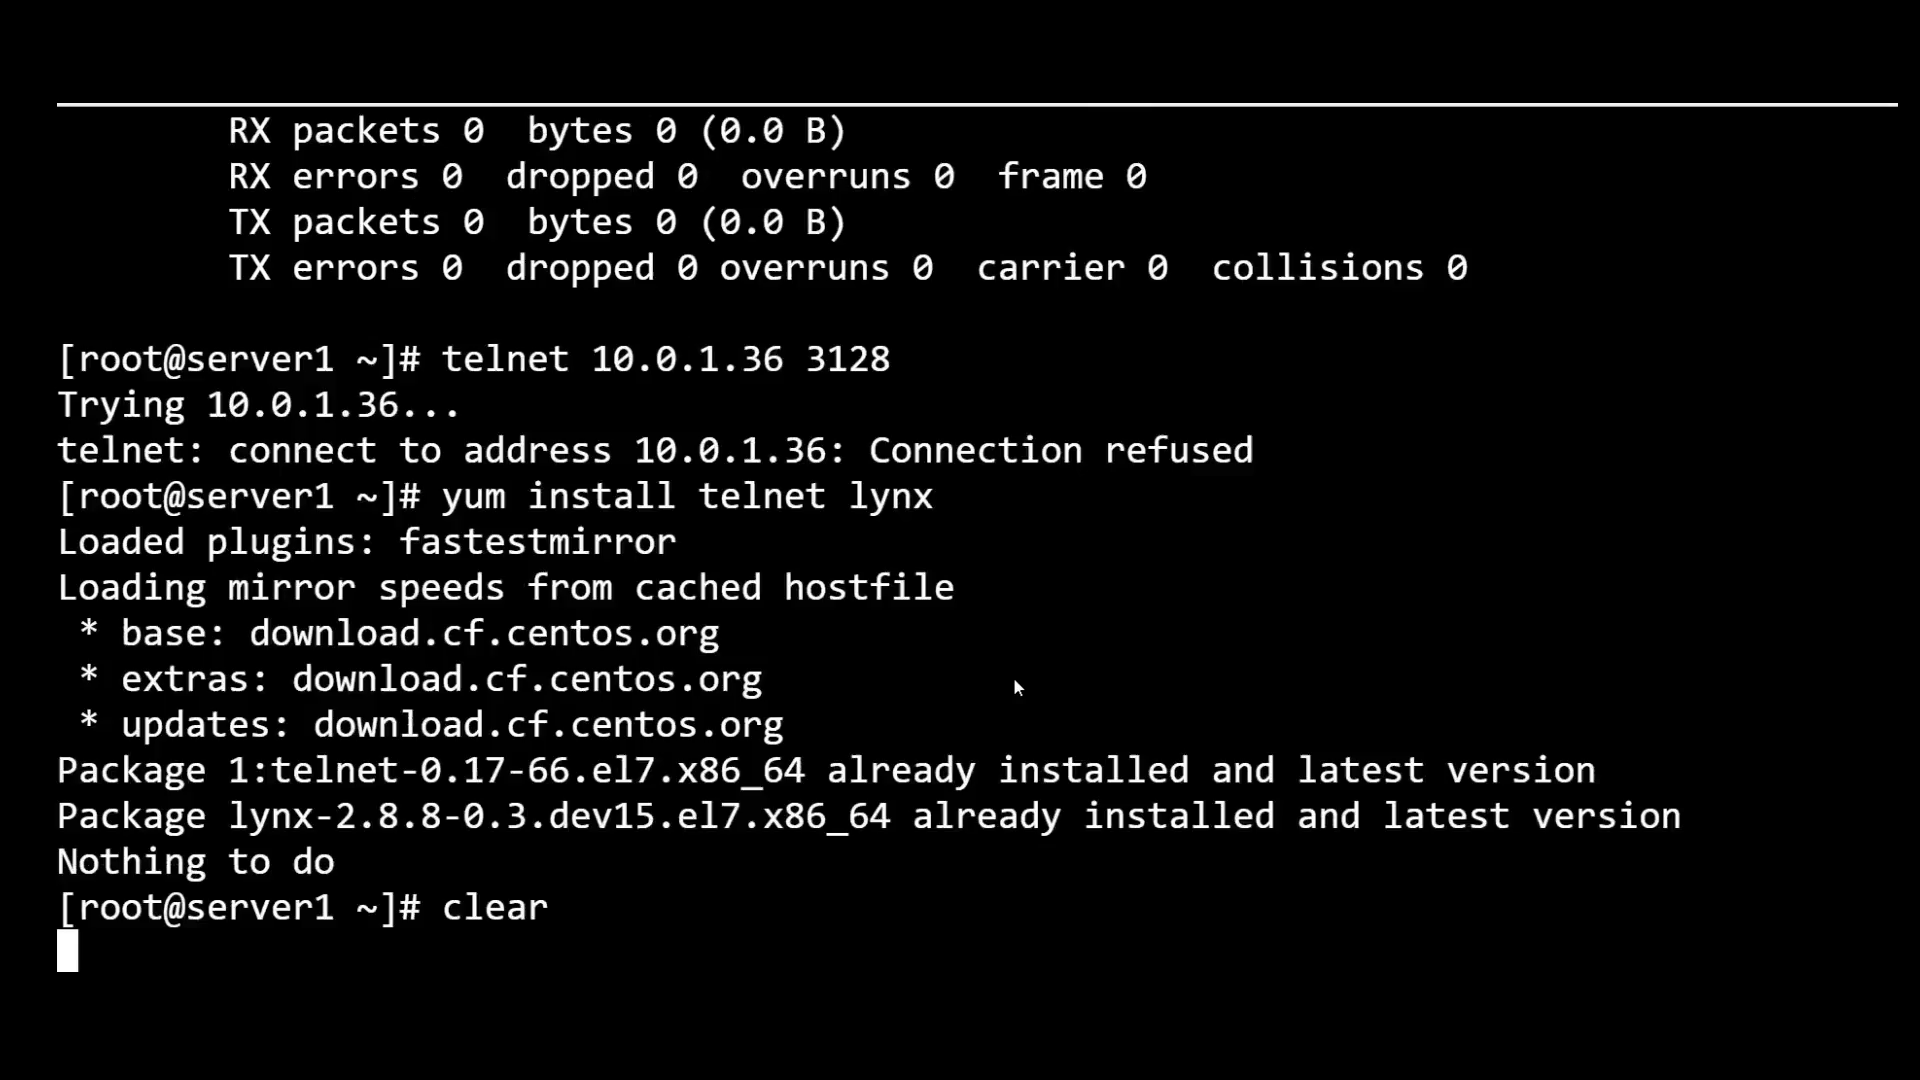 RX packets 0  bytes 0 (0.0 B)
RX errors 0  dropped 0  overruns 0  frame 0
TX packets 0  bytes 0 (0.0 B)
TX errors 0  dropped 0 overruns 0  carrier 0  collisions 0
[root@server1 ~]# telnet 10.0.1.36 3128
Trying 10.0.1.36...
telnet: connect to address 10.0.1.36: Connection refused
[root@server1 ~]# yum install telnet lynx
Loaded plugins: fastestmirror
Loading mirror speeds from cached hostfile
 * base: download.cf.centos.org
 * extras: download.cf.centos.org
 * updates: download.cf.centos.org
Package 1:telnet-0.17-66.el7.x86_64 already installed and latest version
Package lynx-2.8.8-0.3.dev15.el7.x86_64 already installed and latest version
Nothing to do
[root@server1 ~]# clear